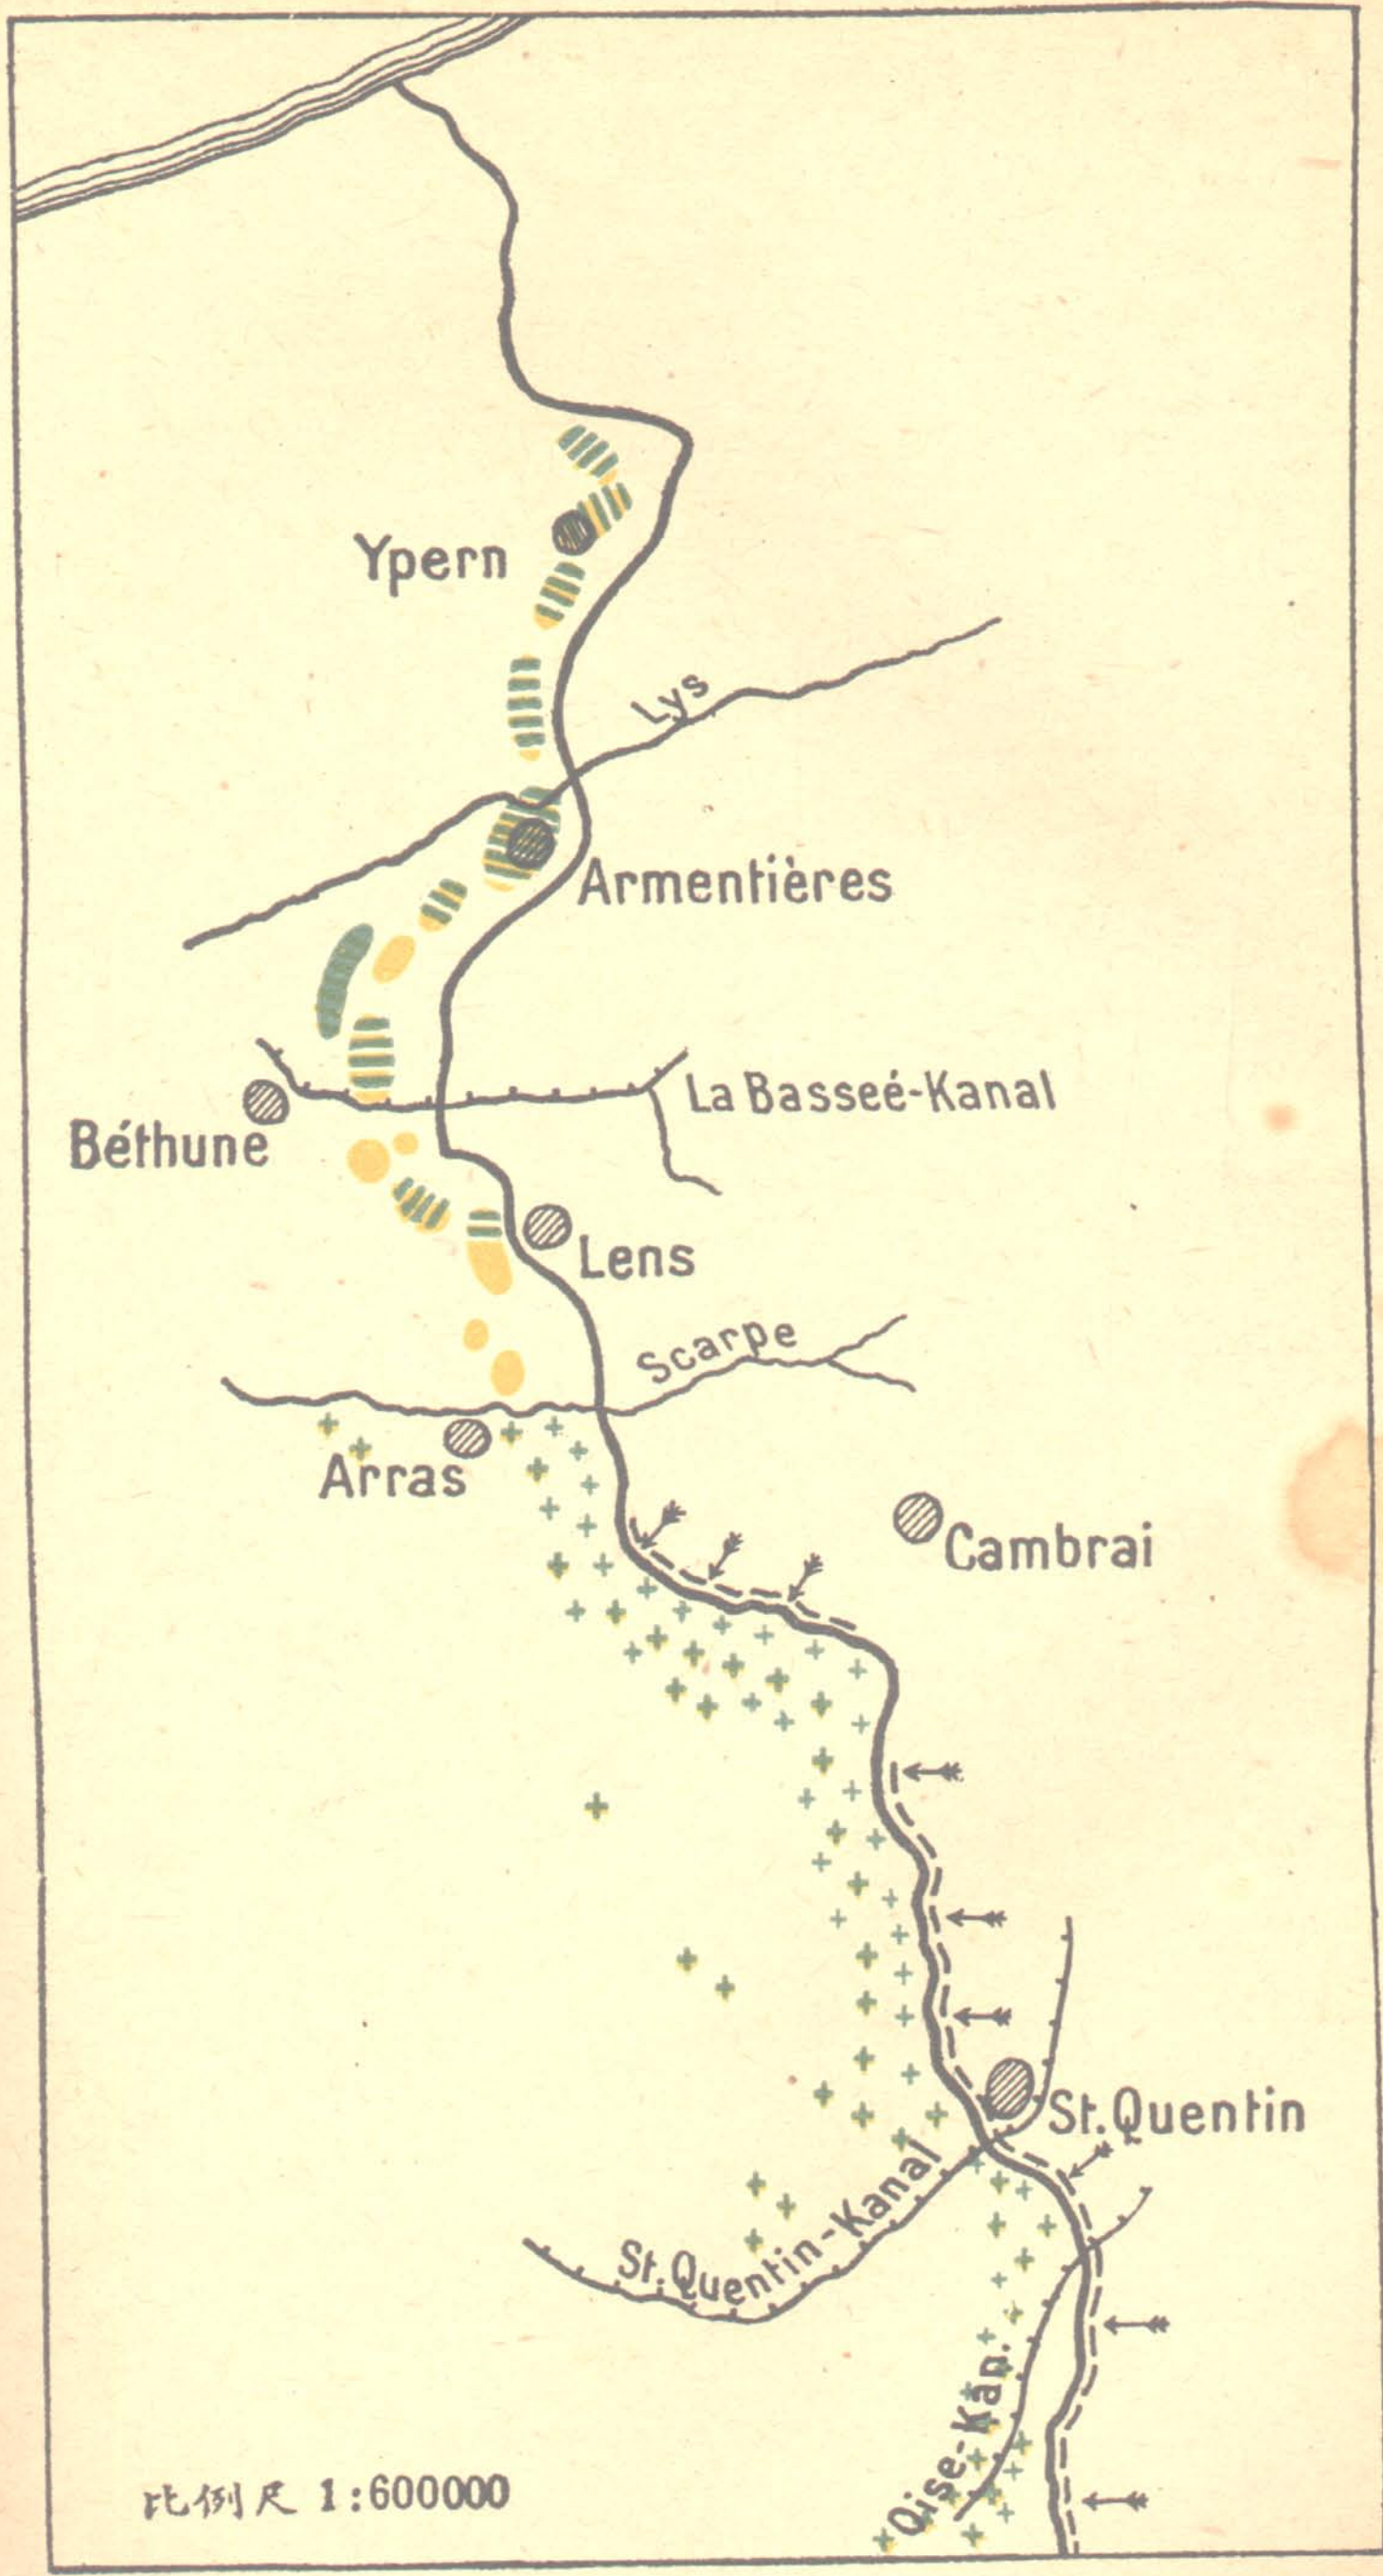 Ypern
Lys
Armentières
La Basseé-Kanal
Béthune
Lens
Scarpe
Arras
Cambrai
St.Quentin
St.Quentin-Kanal
Oise-Kan.
比例尺 1:600000